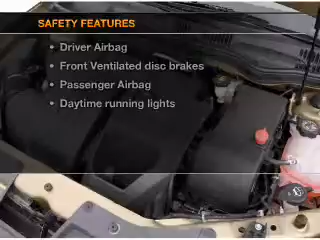 SAFETY FEATURES
• Driver Airbag
• Front Ventilated disc brakes
• Passenger Airbag
• Daytime running lights